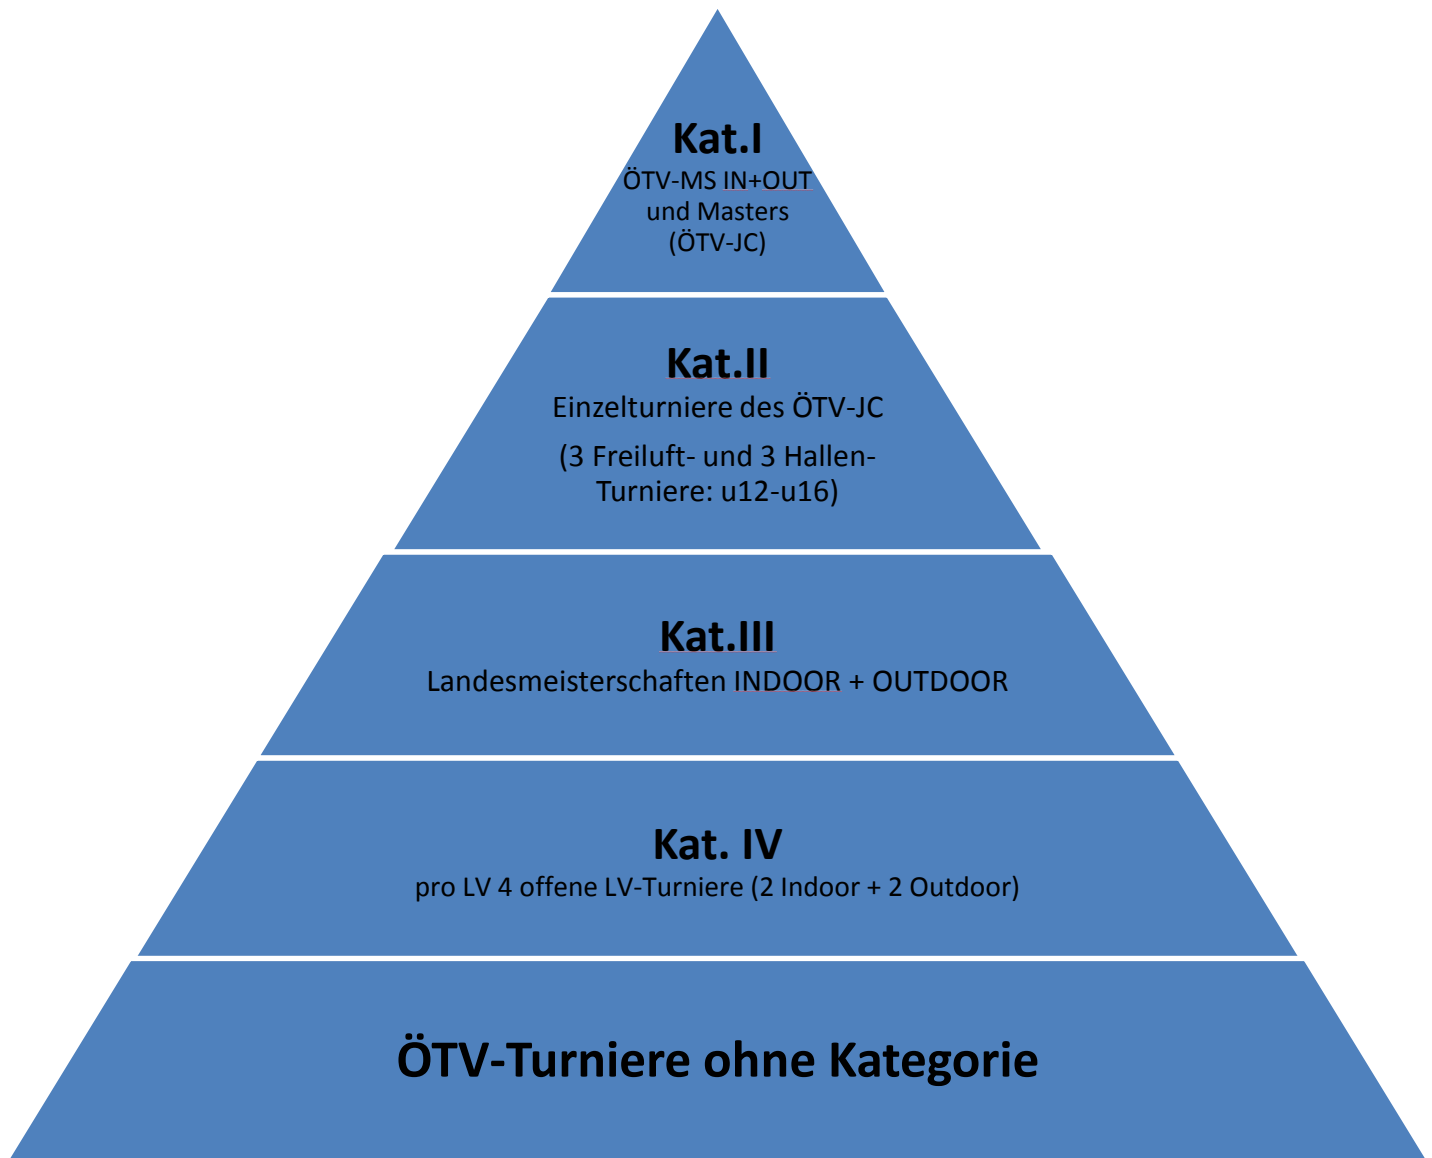 Kat.I
ÖTV-MS IN+OUT
und Masters
(ÖTV-JC)
Kat.II
Einzelturniere des ÖTV-JC
(3 Freiluft- und 3 Hallen-
Turniere: u12-u16)
Kat.III
Landesmeisterschaften INDOOR + OUTDOOR
Kat. IV
pro LV 4 offene LV-Turniere (2 Indoor + 2 Outdoor)
ÖTV-Turniere ohne Kategorie